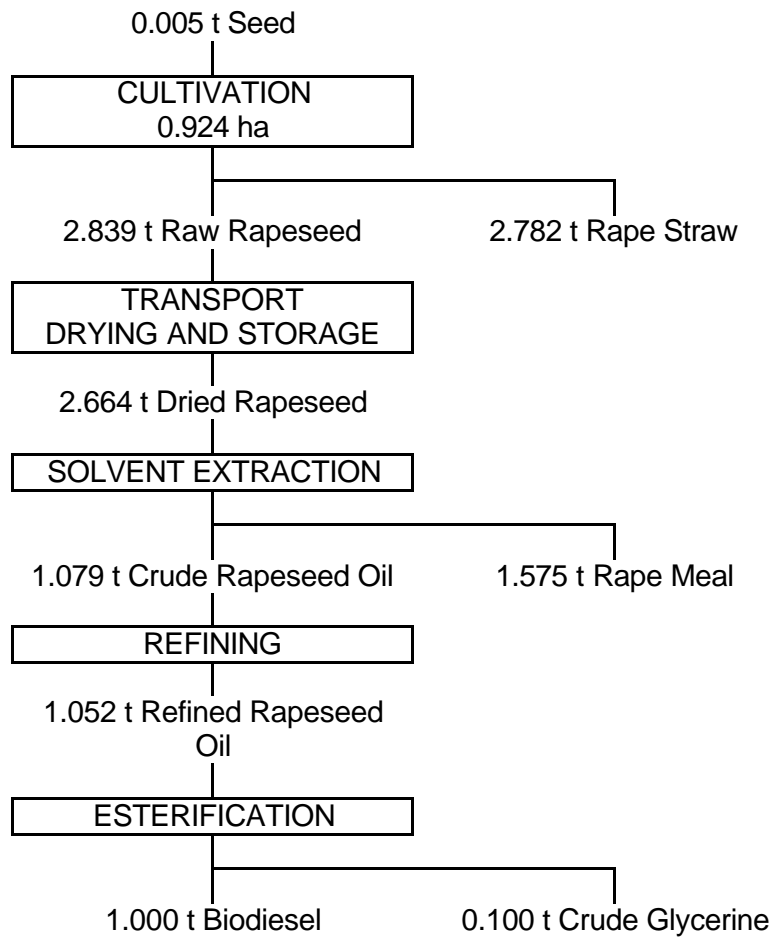 0.005 t Seed
CULTIVATION
0.924 ha
2.839 t Raw Rapeseed
2.782 t Rape Straw
TRANSPORT
DRYING AND STORAGE
2.664 t Dried Rapeseed
SOLVENT EXTRACTION
1.079 t Crude Rapeseed Oil
1.575 t Rape Meal
REFINING
1.052 t Refined Rapeseed
Oil
ESTERIFICATION
1.000 t Biodiesel
0.100 t Crude Glycerine